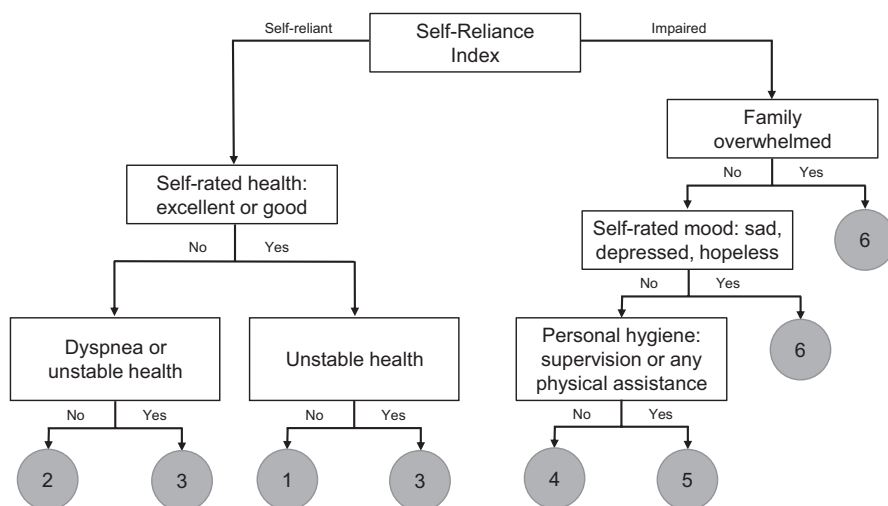 Self-reliant
Self-Reliance
Index
Impaired
Family
overwhelmed
No
Yes
Self-rated health:
excellent or good
Self-rated mood: sad,
depressed, hopeless
6
No
Yes
No
Yes
Dyspnea or
unstable health
Unstable health
Personal hygiene:
supervision or any
physical assistance
6
No
Yes
No
Yes
No
Yes
2
3
1
3
4
5